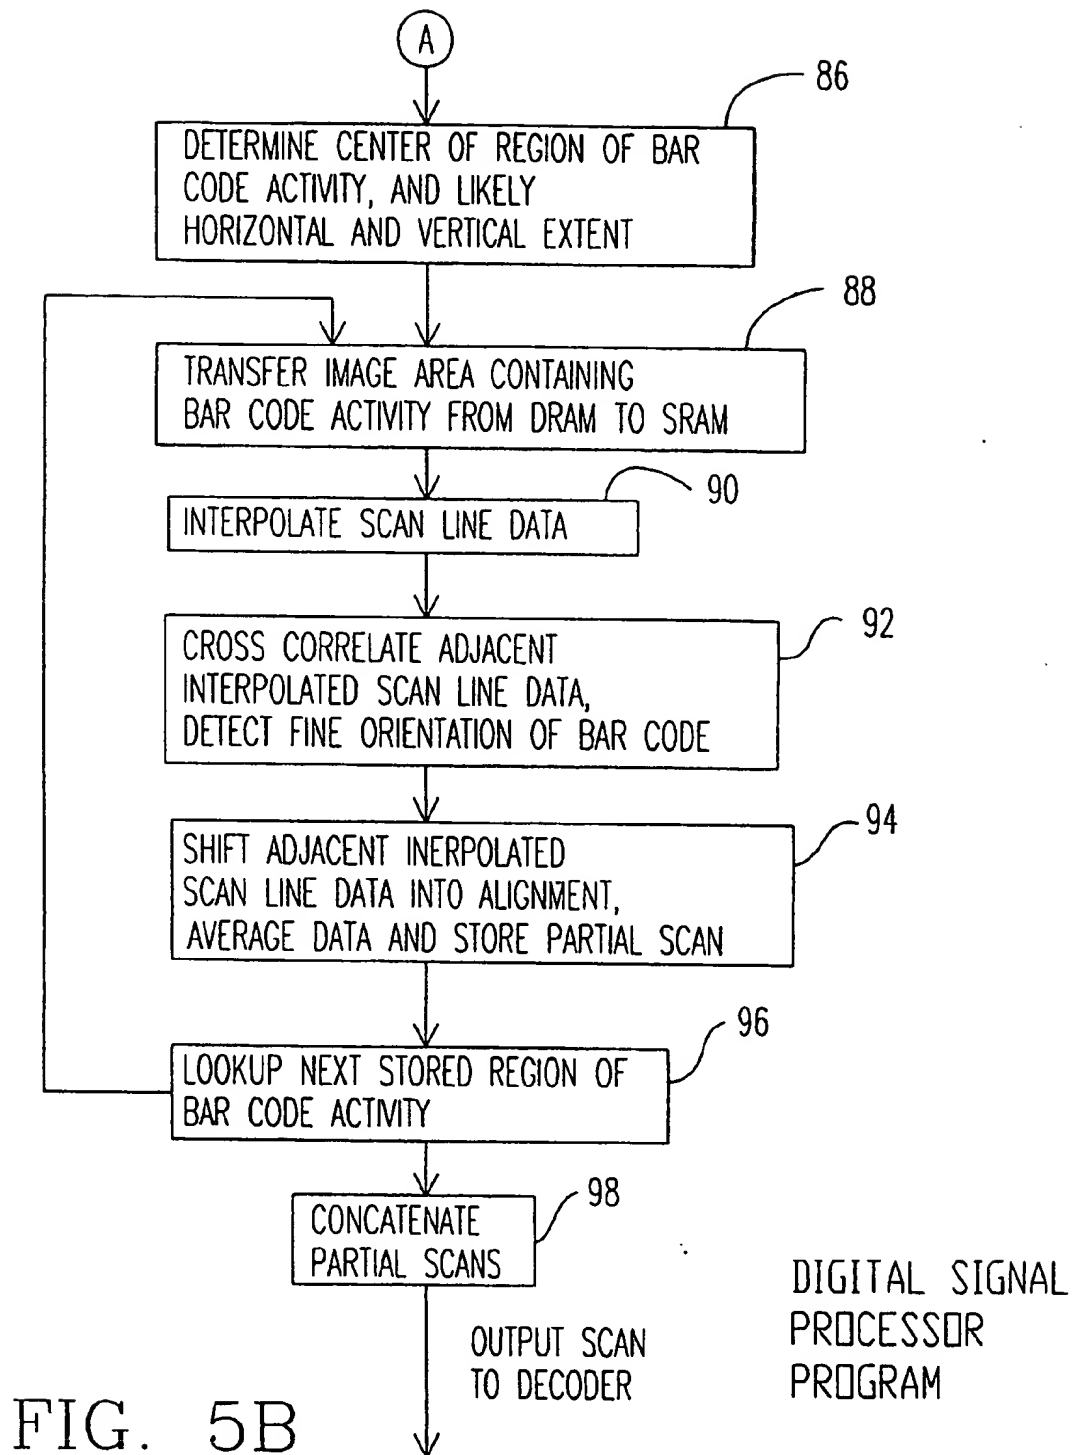 A
86
DETERMINE CENTER OF REGION OF BAR
CODE ACTIVITY, AND LIKELY
HORIZONTAL AND VERTICAL EXTENT
88
TRANSFER IMAGE AREA CONTAINING
BAR CODE ACTIVITY FROM DRAM TO SRAM
90
INTERPOLATE SCAN LINE DATA
92
CROSS CORRELATE ADJACENT
INTERPOLATED SCAN LINE DATA,
DETECT FINE ORIENTATION OF BAR CODE
94
SHIFT ADJACENT INERPOLATED
SCAN LINE DATA INTO ALIGNMENT,
AVERAGE DATA AND STORE PARTIAL SCAN
96
LOOKUP NEXT STORED REGION OF
BAR CODE ACTIVITY
98
CONCATENATE
PARTIAL SCANS
OUTPUT SCAN
TO DECODER
DIGITAL SIGNAL
PROCESSOR
PROGRAM
FIG. 5B